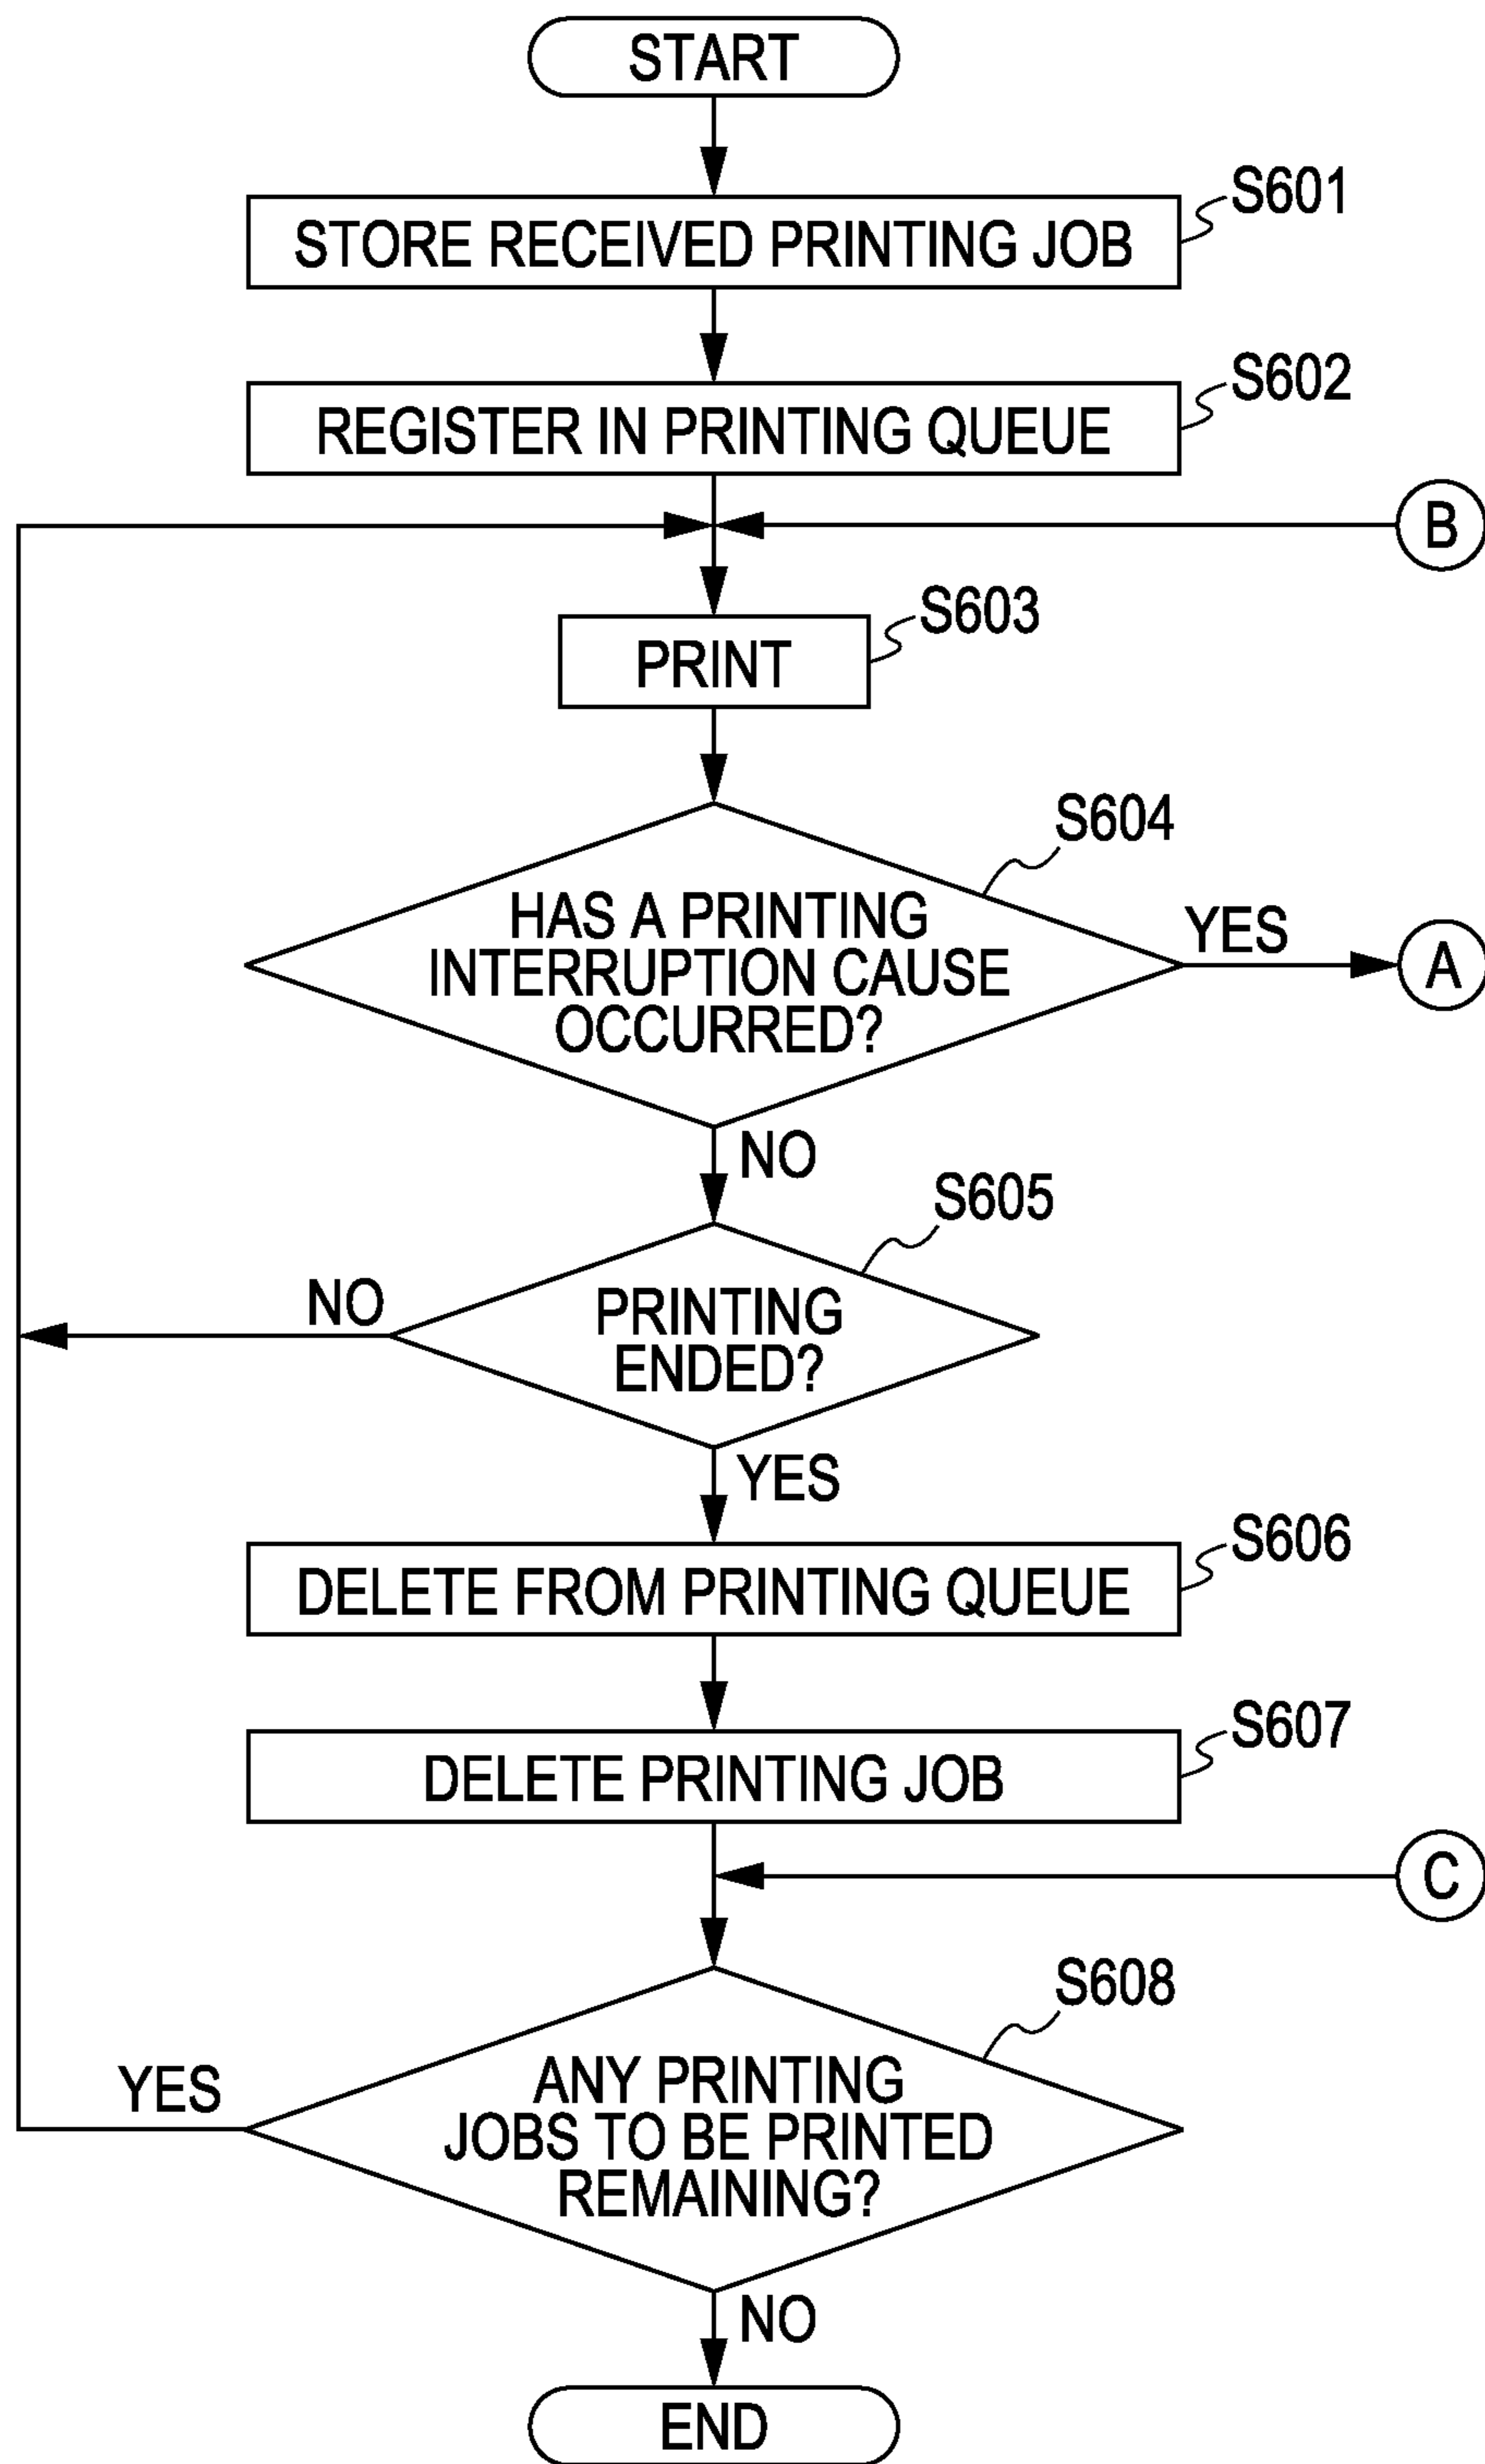 START
S601
STORE RECEIVED PRINTING JOB
S602
REGISTER IN PRINTING QUEUE
B
S603
PRINT
S604
HAS A PRINTING
INTERRUPTION CAUSE
OCCURRED?
YES
A
NO
S605
PRINTING
ENDED?
NO
YES
S606
DELETE FROM PRINTING QUEUE
S607
DELETE PRINTING JOB
C
S608
ANY PRINTING
JOBS TO BE PRINTED
REMAINING?
YES
NO
END